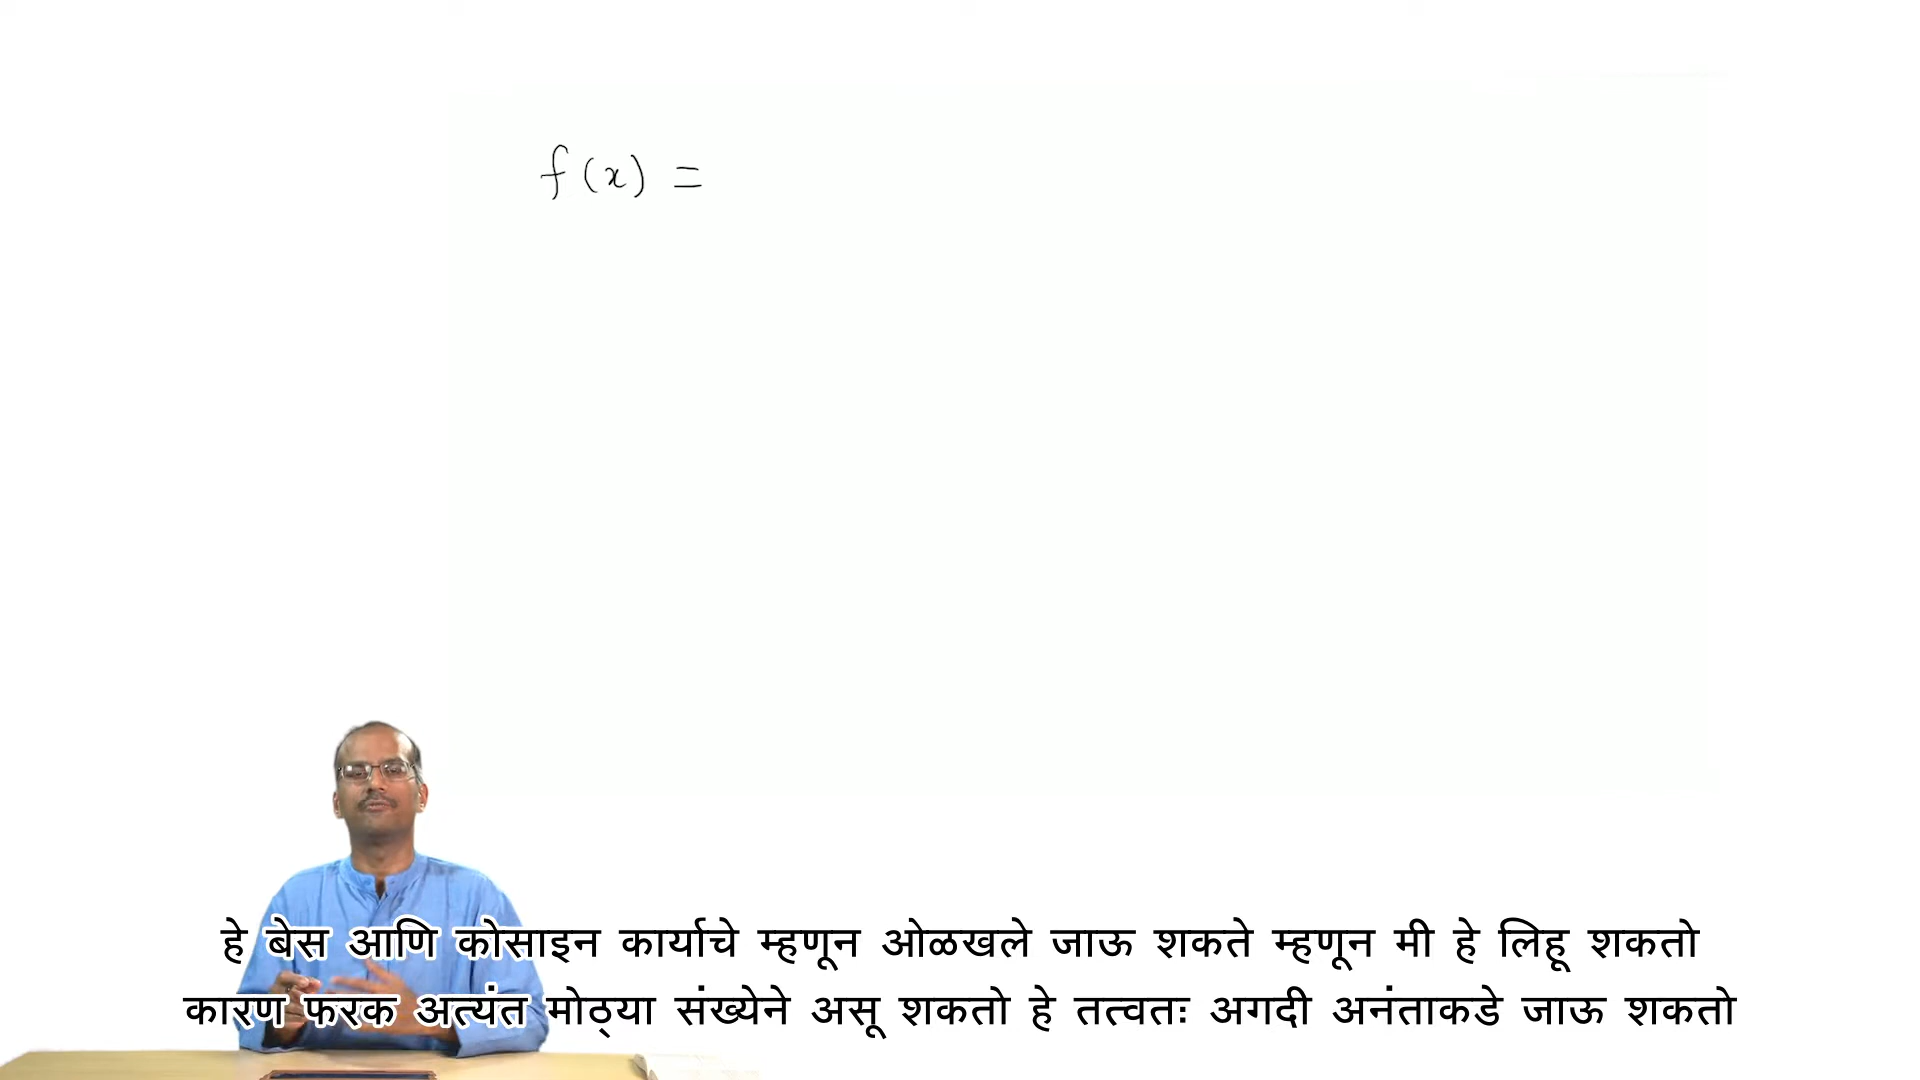 f(x) =
हे बेस आणि कोसाइन कार्याचे म्हणून ओळखले जाऊ शकते म्हणून मी हे लिहू शकतो
कारण फरक अत्यंत मोठ्या संख्येने असू शकतो हे तत्वतः अगदी अनंताकडे जाऊ शकतो